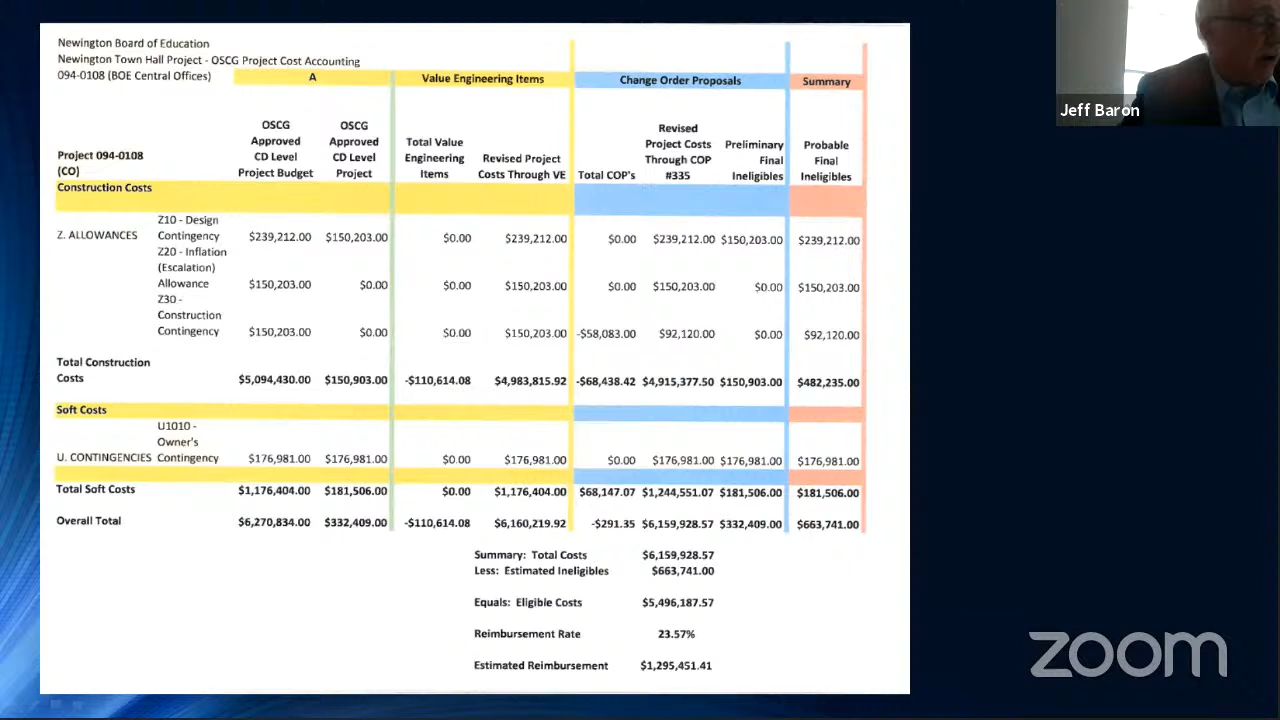 Newington Board of Education
Newington Town Hall Project - OSCG Project Cost Accounting
094-0108 (BOE Central Offices) A Value Engineering Items Change Order Proposals Summary
Project 094-0108 (CO) OSCG Approved CD Level Project Budget OSCG Approved CD Level Project Total Value Engineering Items Revised Project Costs Through VE Total COP's Revised Project Costs Through COP #335 Preliminary Final Ineligibles Probable Final Ineligibles
Construction Costs
Z. ALLOWANCES Z10 - Design Contingency $239,212.00 $150,203.00 $0.00 $239,212.00 $0.00 $239,212.00 $150,203.00 $239,212.00
Z20 - Inflation (Escalation) Allowance $150,203.00 $0.00 $0.00 $150,203.00 $0.00 $150,203.00 $0.00 $150,203.00
Z30 - Construction Contingency $150,203.00 $0.00 $0.00 $150,203.00 -$58,083.00 $92,120.00 $0.00 $92,120.00
Total Construction Costs $5,094,430.00 $150,903.00 -$110,614.08 $4,983,815.92 -$68,438.42 $4,915,377.50 $150,903.00 $482,235.00
Soft Costs
U. CONTINGENCIES U1010 - Owner's Contingency $176,981.00 $176,981.00 $0.00 $176,981.00 $0.00 $176,981.00 $176,981.00 $176,981.00
Total Soft Costs $1,176,404.00 $181,506.00 $0.00 $1,176,404.00 $68,147.07 $1,244,551.07 $181,506.00 $181,506.00
Overall Total $6,270,834.00 $332,409.00 -$110,614.08 $6,160,219.92 -$291.35 $6,159,928.57 $332,409.00 $663,741.00
Summary: Total Costs $6,159,928.57
Less: Estimated Ineligibles $663,741.00
Equals: Eligible Costs $5,496,187.57
Reimbursement Rate 23.57%
Estimated Reimbursement $1,295,451.41
Jeff Baron
zoom